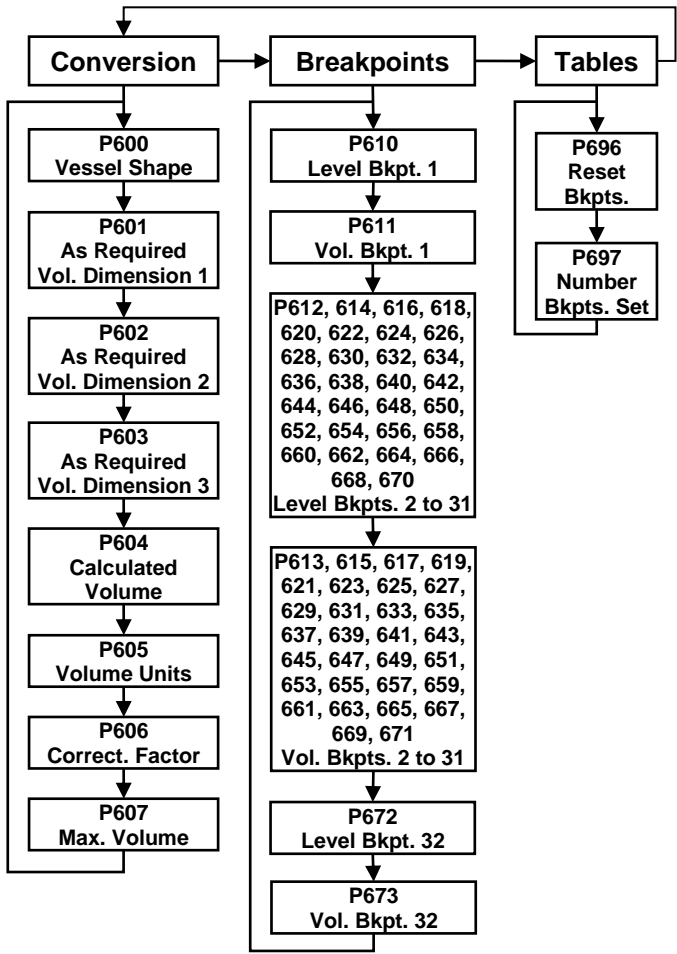 Conversion
Breakpoints
Tables
P600
Vessel Shape
P601
As Required
Vol. Dimension 1
P602
As Required
Vol. Dimension 2
P603
As Required
Vol. Dimension 3
P604
Calculated
Volume
P605
Volume Units
P606
Correct. Factor
P607
Max. Volume
P610
Level Bkpt. 1
P611
Vol. Bkpt. 1
P612, 614, 616, 618,
620, 622, 624, 626,
628, 630, 632, 634,
636, 638, 640, 642,
644, 646, 648, 650,
652, 654, 656, 658,
660, 662, 664, 666,
668, 670
Level Bkpts. 2 to 31
P613, 615, 617, 619,
621, 623, 625, 627,
629, 631, 633, 635,
637, 639, 641, 643,
645, 647, 649, 651,
653, 655, 657, 659,
661, 663, 665, 667,
669, 671
Vol. Bkpts. 2 to 31
P672
Level Bkpt. 32
P673
Vol. Bkpt. 32
P696
Reset
Bkpts.
P697
Number
Bkpts. Set